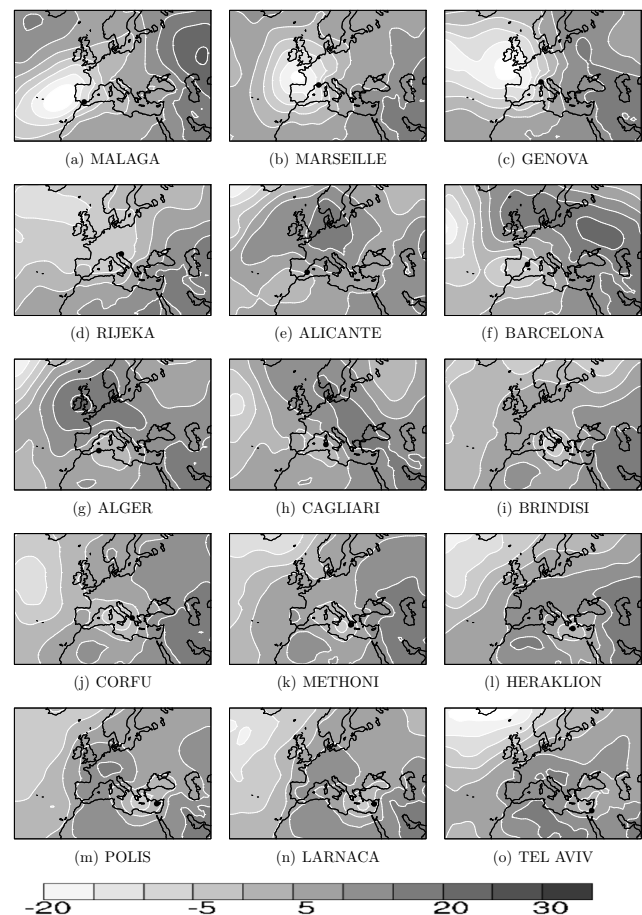 (a) MALAGA (b) MARSEILLE (c) GENOVA
(d) RIJEKA (e) ALICANTE (f) BARCELONA
(g) ALGER (h) CAGLIARI (i) BRINDISI
(j) CORFU (k) METHONI (l) HERAKLION
(m) POLIS (n) LARNACA (o) TEL AVIV
-20 -5 5 20 30